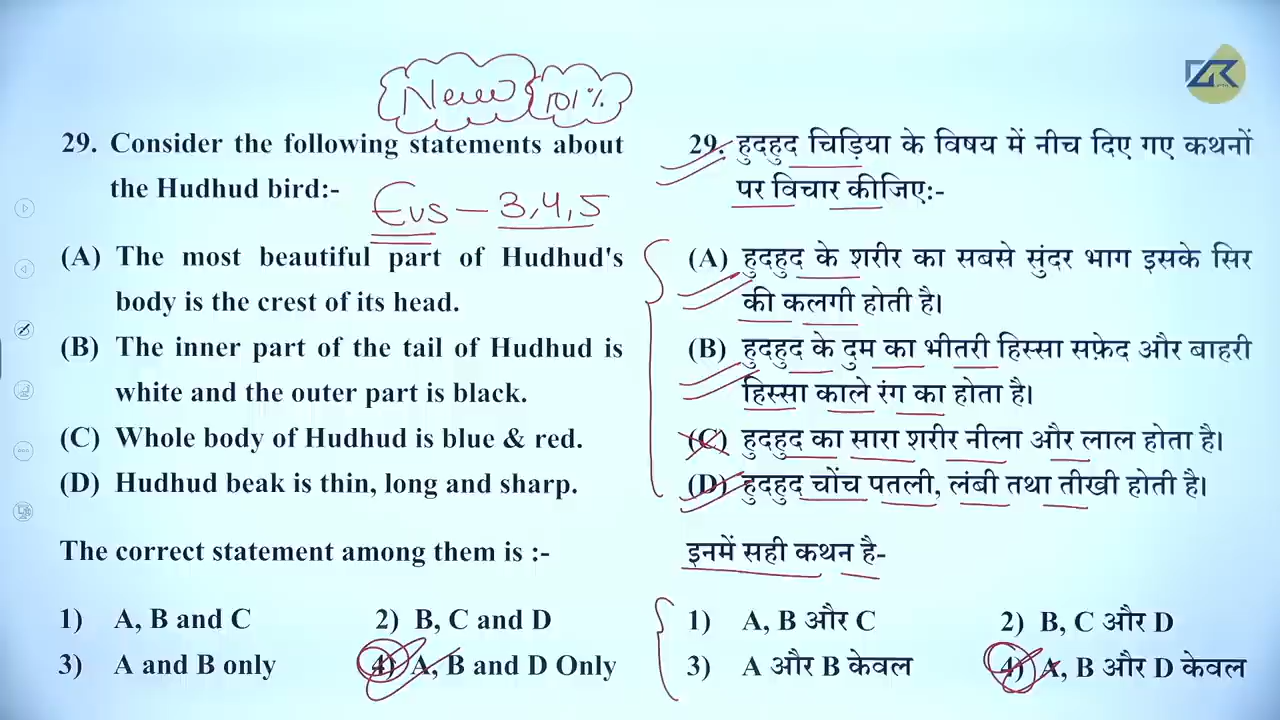 New 101%
29. Consider the following statements about
the Hudhud bird:-
Evs - 3,4,5
(A) The most beautiful part of Hudhud's
body is the crest of its head.
(B) The inner part of the tail of Hudhud is
white and the outer part is black.
(C) Whole body of Hudhud is blue & red.
(D) Hudhud beak is thin, long and sharp.
The correct statement among them is :-
1) A, B and C 2) B, C and D
3) A and B only 4) A, B and D Only
29. हुदहुद चिड़िया के विषय में नीच दिए गए कथनों
पर विचार कीजिए:-
(A) हुदहुद के शरीर का सबसे सुंदर भाग इसके सिर
की कलगी होती है।
(B) हुदहुद के दुम का भीतरी हिस्सा सफ़ेद और बाहरी
हिस्सा काले रंग का होता है।
(C) हुदहुद का सारा शरीर नीला और लाल होता है।
(D) हुदहुद चोंच पतली, लंबी तथा तीखी होती है।
इनमें सही कथन है-
1) A, B और C 2) B, C और D
3) A और B केवल 4) A, B और D केवल